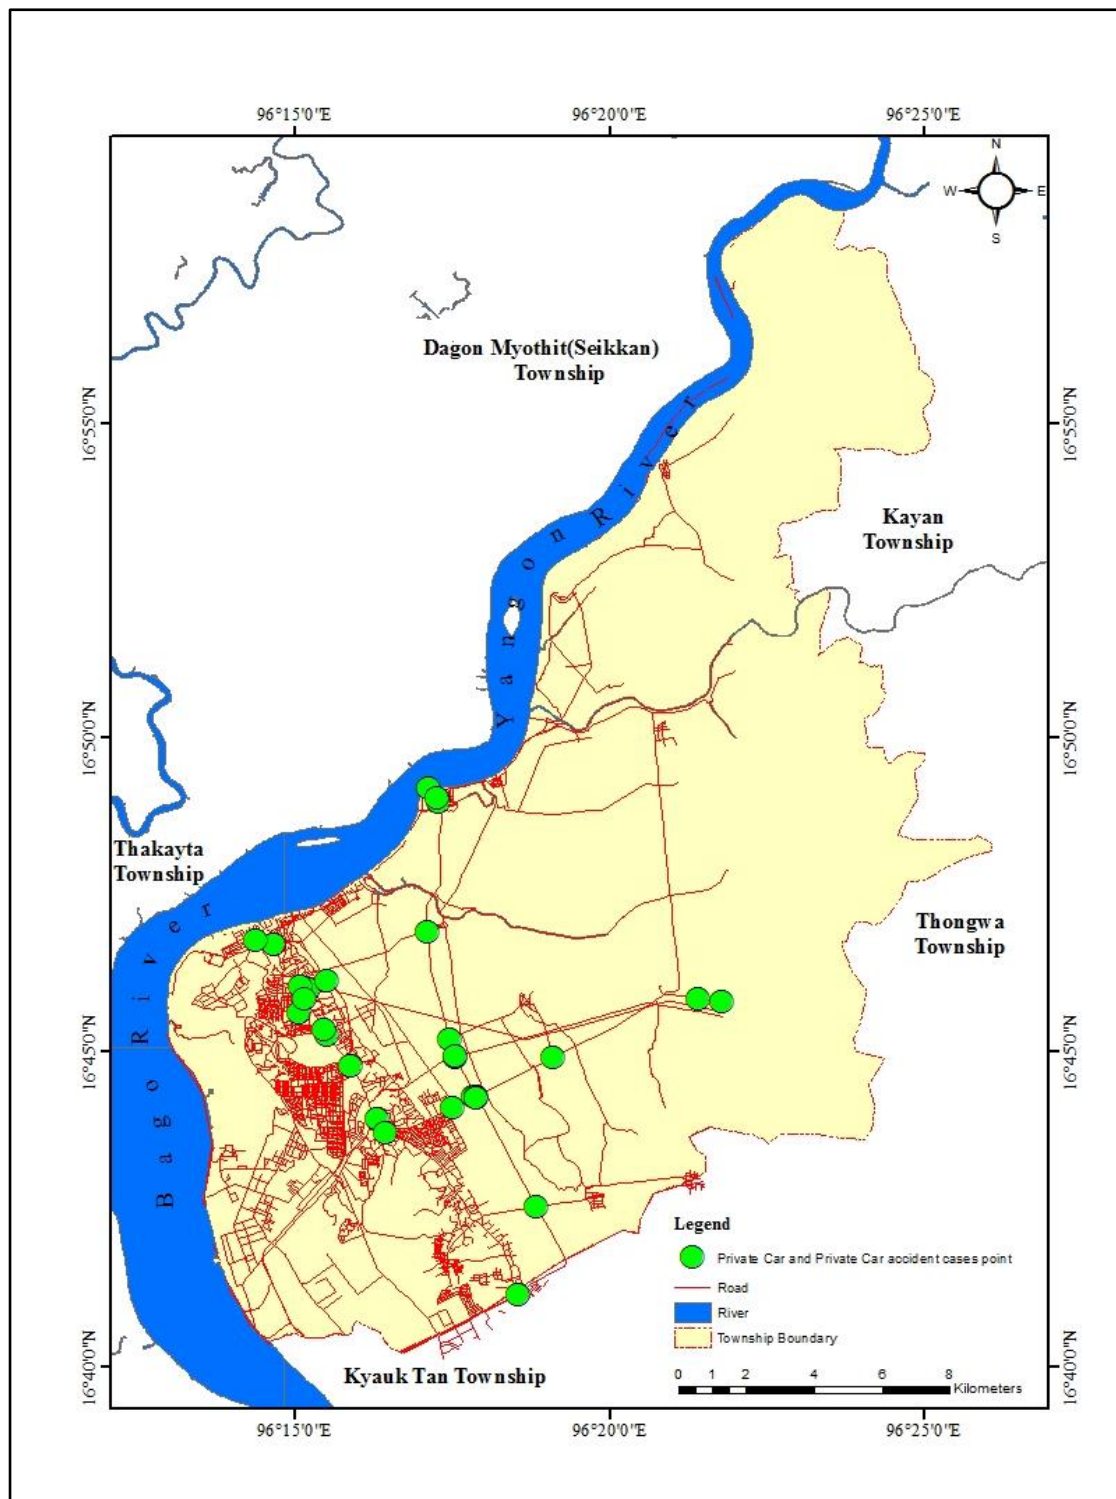 96°15'0"E
96°20'0"E
96°25'0"E
N
W
E
S
Dagon Myothit(Seikkan)
Township
16°55'0"N
16°55'0"N
Kayan
Township
Yangon River
16°50'0"N
16°50'0"N
Thakayta
Township
Thongwa
Township
Bago River
16°45'0"N
16°45'0"N
Legend
Private Car and Private Car accident cases point
Road
River
Township Boundary
0 1 2 4 6 8
Kilometers
16°40'0"N
16°40'0"N
Kyauk Tan Township
96°15'0"E
96°20'0"E
96°25'0"E